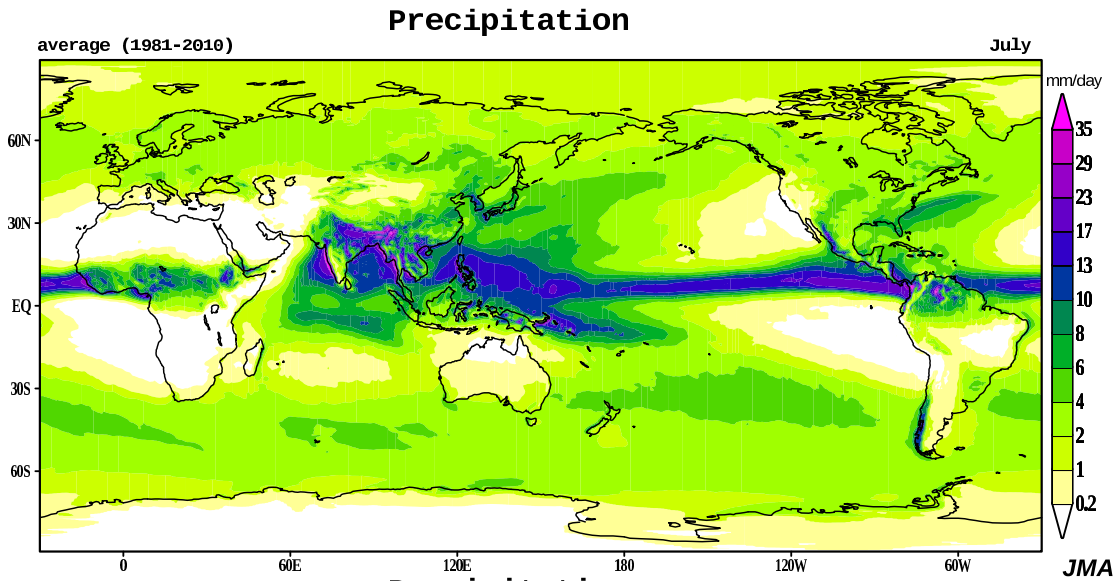 Precipitation
average (1981-2010) July
mm/day
35
29
23
17
13
10
8
6
4
2
1
0.2
60N
30N
EQ
30S
60S
0 60E 120E 180 120W 60W
JMA
Precipitation